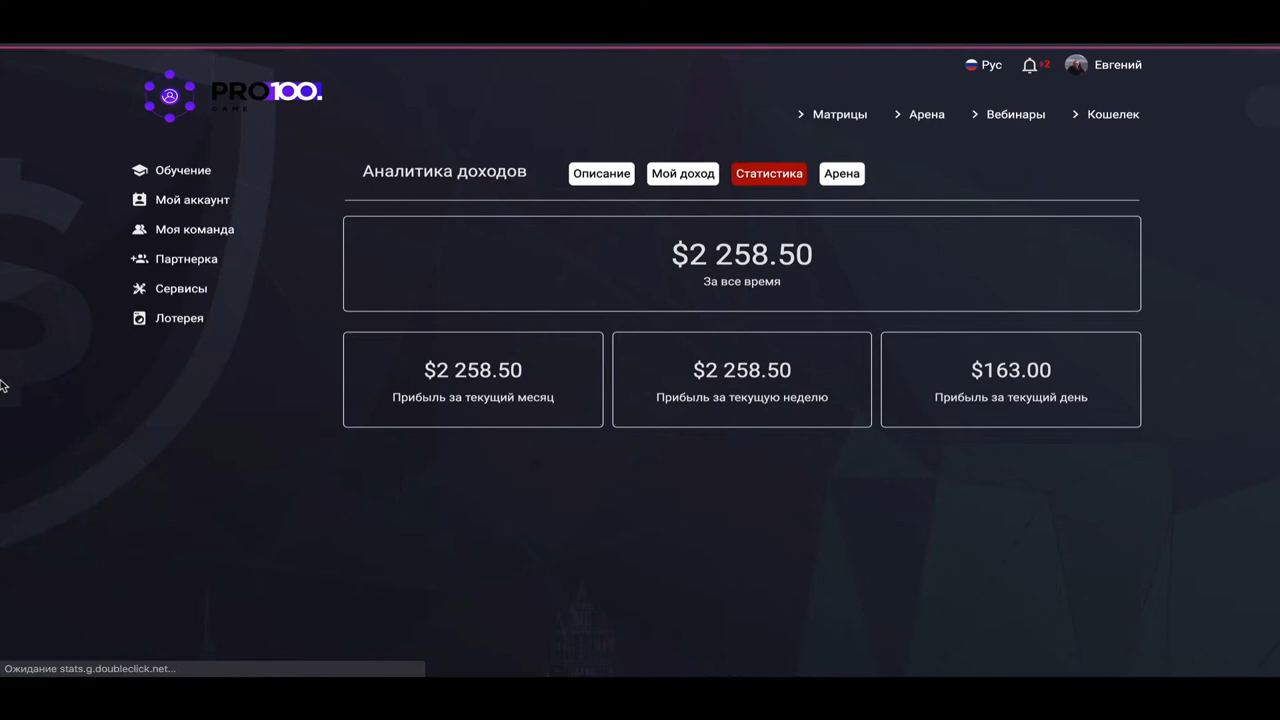 Рус
$2
Евгений
PRO100.
GAME
Матрицы
Арена
Вебинары
Кошелек
Обучение
Мой аккаунт
Моя команда
Партнерка
Сервисы
Лотерея
Аналитика доходов
Описание
Мой доход
Статистика
Арена
$2 258.50
За все время
$2 258.50
Прибыль за текущий месяц
$2 258.50
Прибыль за текущую неделю
$163.00
Прибыль за текущий день
Ожидание stats.g.doubleclick.net...